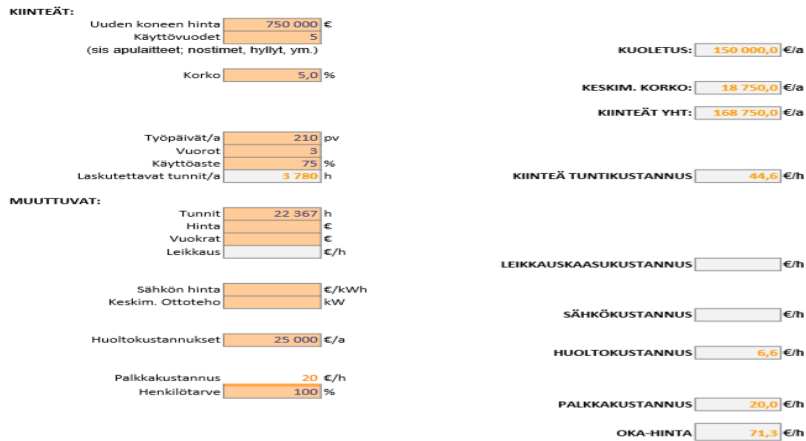 KIINTEÄT:
Uuden koneen hinta 750 000 €
Käyttövuodet 5
(sis apulaitteet; nostimet, hyllyt, ym.)
KUOLETUS: 150 000,0 €/a
Korko 5,0 %
KESKIM. KORKO: 18 750,0 €/a
KIINTEÄT YHT: 168 750,0 €/a
Työpäivät/a 210 pv
Vuorot 3
Käyttöaste 75 %
Laskutettavat tunnit/a 3 780 h
KIINTEÄ TUNTIKUSTANNUS 44,6 €/h
MUUTTUVAT:
Tunnit 22 367 h
Hinta €
Vuokrat €
Leikkaus €/h
LEIKKAUSKAASUKUSTANNUS €/h
Sähkön hinta €/kWh
Keskim. Ottoteho kW
SÄHKÖKUSTANNUS €/h
Huoltokustannukset 25 000 €/a
HUOLTOKUSTANNUS 6,6 €/h
Palkkakustannus 20 €/h
Henkilötarve 100 %
PALKKAKUSTANNUS 20,0 €/h
OKA-HINTA 71,3 €/h